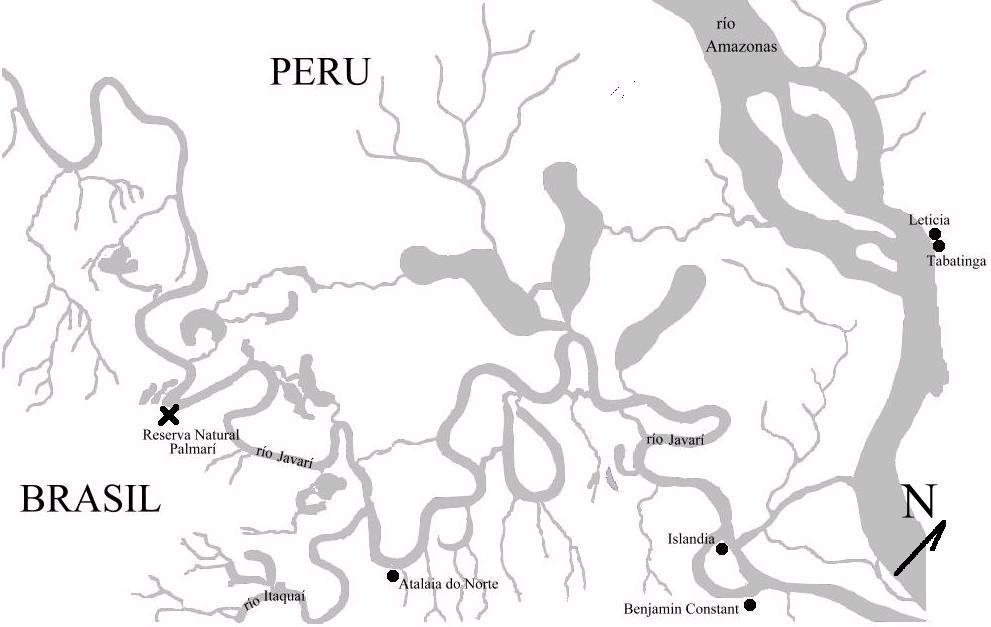 río
Amazonas
PERU
Leticia
Tabatinga
Reserva Natural
Palmarí
río Javarí
río Javarí
BRASIL
N
Islandia
Atalaia do Norte
río Itaquaí
Benjamin Constant